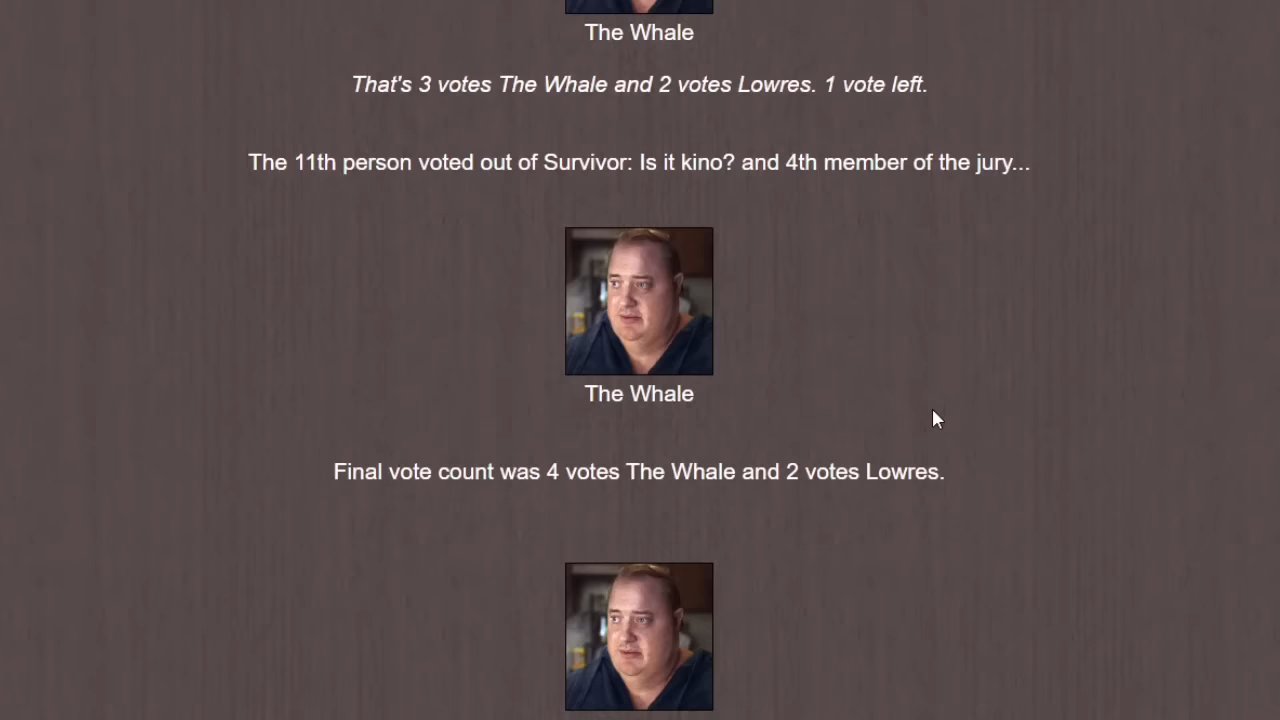 The Whale
That's 3 votes The Whale and 2 votes Lowres. 1 vote left.
The 11th person voted out of Survivor: Is it kino? and 4th member of the jury...
The Whale
Final vote count was 4 votes The Whale and 2 votes Lowres.